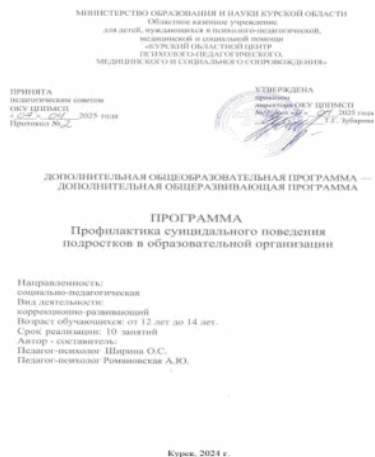 МИНИСТЕРСТВО ОБРАЗОВАНИЯ И НАУКИ КУРСКОЙ ОБЛАСТИ
Областное казенное учреждение
для детей, нуждающихся в психолого-педагогической,
медицинской и социальной помощи
«КУРСКИЙ ОБЛАСТНОЙ ЦЕНТР
ПСИХОЛОГО-ПЕДАГОГИЧЕСКОГО,
МЕДИЦИНСКОГО И СОЦИАЛЬНОГО СОПРОВОЖДЕНИЯ»
ПРИНЯТА
педагогическим советом
ОКУ ЦППМСП
2025 года
Протокол № 2
УТВЕРЖДЕНА
приказом
директора ОКУ ЦППМСП
2025 года
Т.Г. Зубарова
ДОПОЛНИТЕЛЬНАЯ ОБЩЕОБРАЗОВАТЕЛЬНАЯ ПРОГРАММА —
ДОПОЛНИТЕЛЬНАЯ ОБЩЕРАЗВИВАЮЩАЯ ПРОГРАММА
ПРОГРАММА
Профилактика суицидального поведения
подростков в образовательной организации
Направленность:
социально-педагогическая
Вид деятельности:
коррекционно-развивающий
Возраст обучающихся: от 12 лет до 14 лет.
Срок реализации: 10 занятий
Автор - составитель:
Педагог-психолог Ширина О.С.
Педагог-психолог Романовская А.Ю.
Курск, 2024 г.